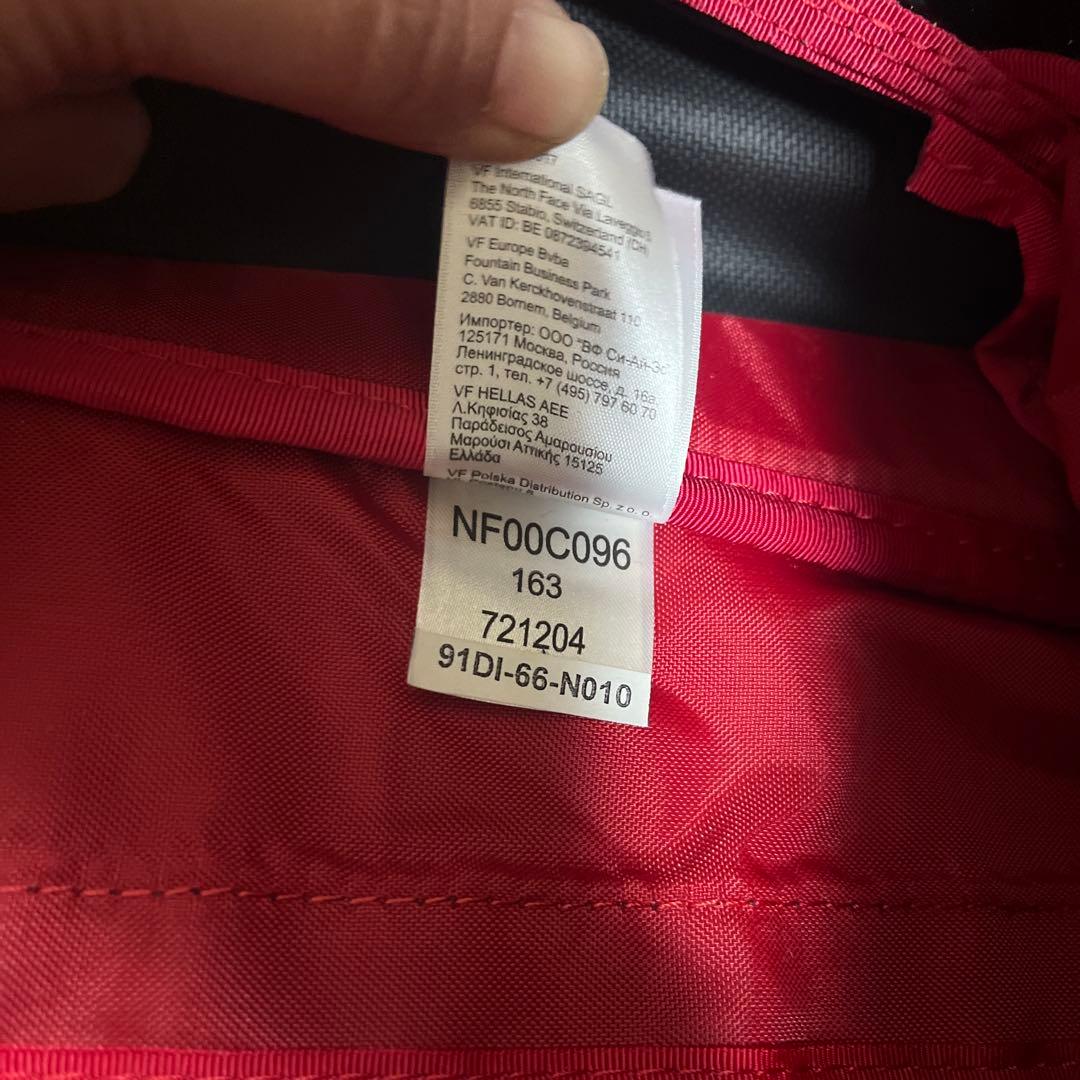 VF International SAGL
The North Face Via Laveggio 5
6855 Stabio, Switzerland (CH)
VAT ID: BE 0872394541
VF Europe Bvba
Fountain Business Park
C. Van Kerckhovenstraat 110
2880 Bornem, Belgium
Импортер: ООО "ВФ Си-Ай-Эс
125171 Москва, Россия
Ленинградское шоссе, д. 16а,
стр. 1, тел. +7 (495) 797 60 70
VF HELLAS AEE
Λ.Κηφισίας 38
Παράδεισος Αμαρουσίου
Μαρούσι Αττικής 15125
Ελλάδα
VF Polska Distribution Sp. z o. o.
NF00C096
163
721204
91DI-66-N010